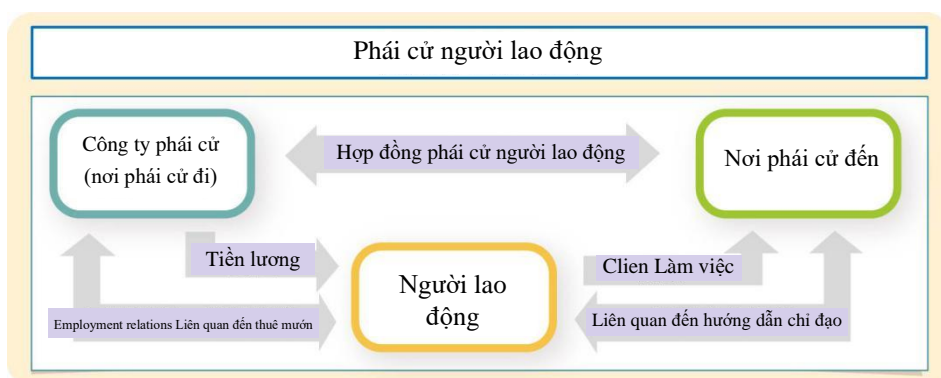 Phái cử người lao động
Công ty phái cử
(nơi phái cử đi)
Hợp đồng phái cử người lao động
Nơi phái cử đến
Tiền lương
Người lao
động
Clien Làm việc
Employment relations Liên quan đến thuê mướn
Liên quan đến hướng dẫn chỉ đạo